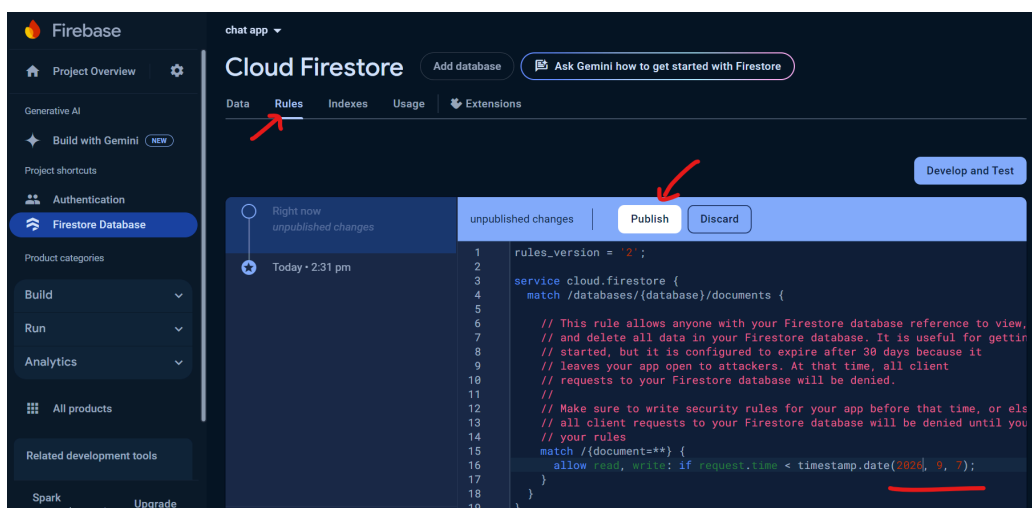 Firebase
chat app
Cloud Firestore
Add database
Ask Gemini how to get started with Firestore
Project Overview
Data Rules Indexes Usage Extensions
Generative AI
Build with Gemini NEW
Project shortcuts
Authentication
Firestore Database
Product categories
Build
Run
Analytics
All products
Related development tools
Spark
Upgrade
Develop and Test
Right now
unpublished changes
Today • 2:31 pm
unpublished changes
Publish
Discard
1 rules_version = '2';
2
3 service cloud.firestore {
4 match /databases/{database}/documents {
5
6 // This rule allows anyone with your Firestore database reference to view,
7 // and delete all data in your Firestore database. It is useful for gettin
8 // started, but it is configured to expire after 30 days because it
9 // leaves your app open to attackers. At that time, all client
10 // requests to your Firestore database will be denied.
11 //
12 // Make sure to write security rules for your app before that time, or els
13 // all client requests to your Firestore database will be denied until you
14 // your rules
15 match /{document=**} {
16 allow read, write: if request.time < timestamp.date(2026, 9, 7);
17 }
18 }